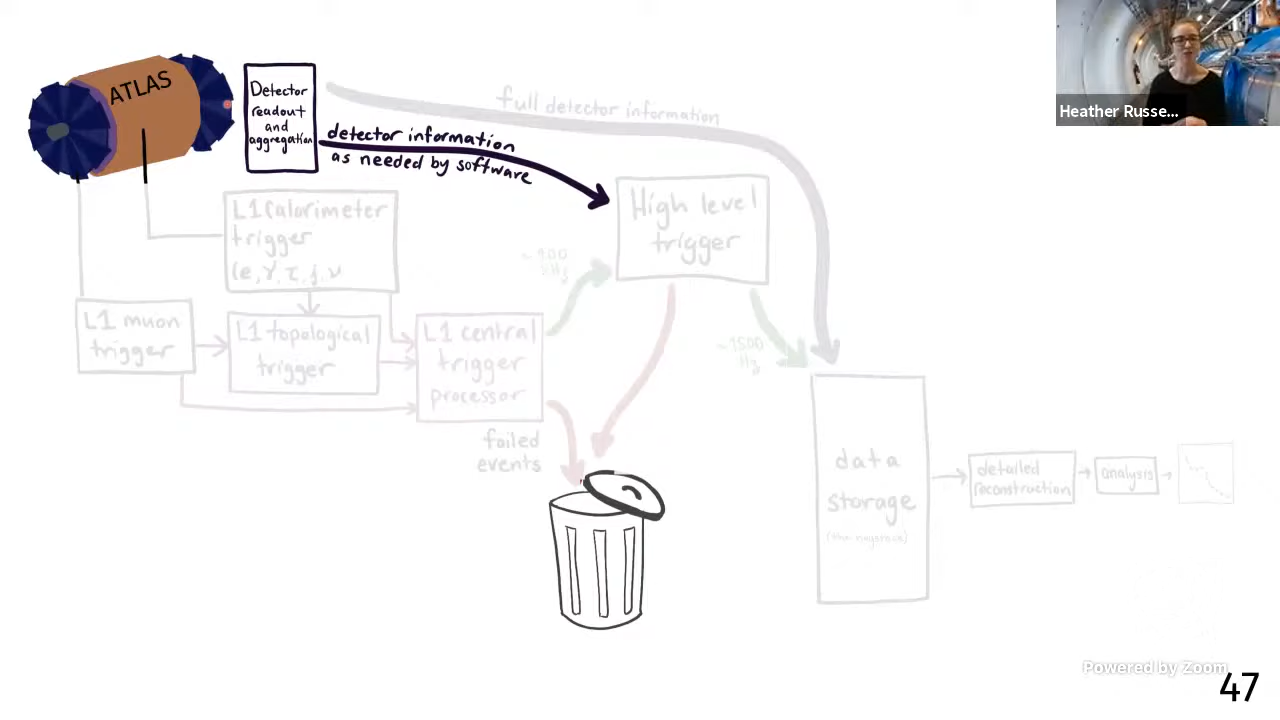 ATLAS
Detector
readout
and
aggregation
full detector information
detector information
as needed by software
Heather Russe...
L1 Calorimeter
trigger
(e, γ, τ, j, ν
High level
trigger
L1 muon
trigger
L1 topological
trigger
L1 central
trigger
processor
~1500
Hz
failed
events
data
storage
detailed
reconstruction
analysis
Powered by Zoom
47